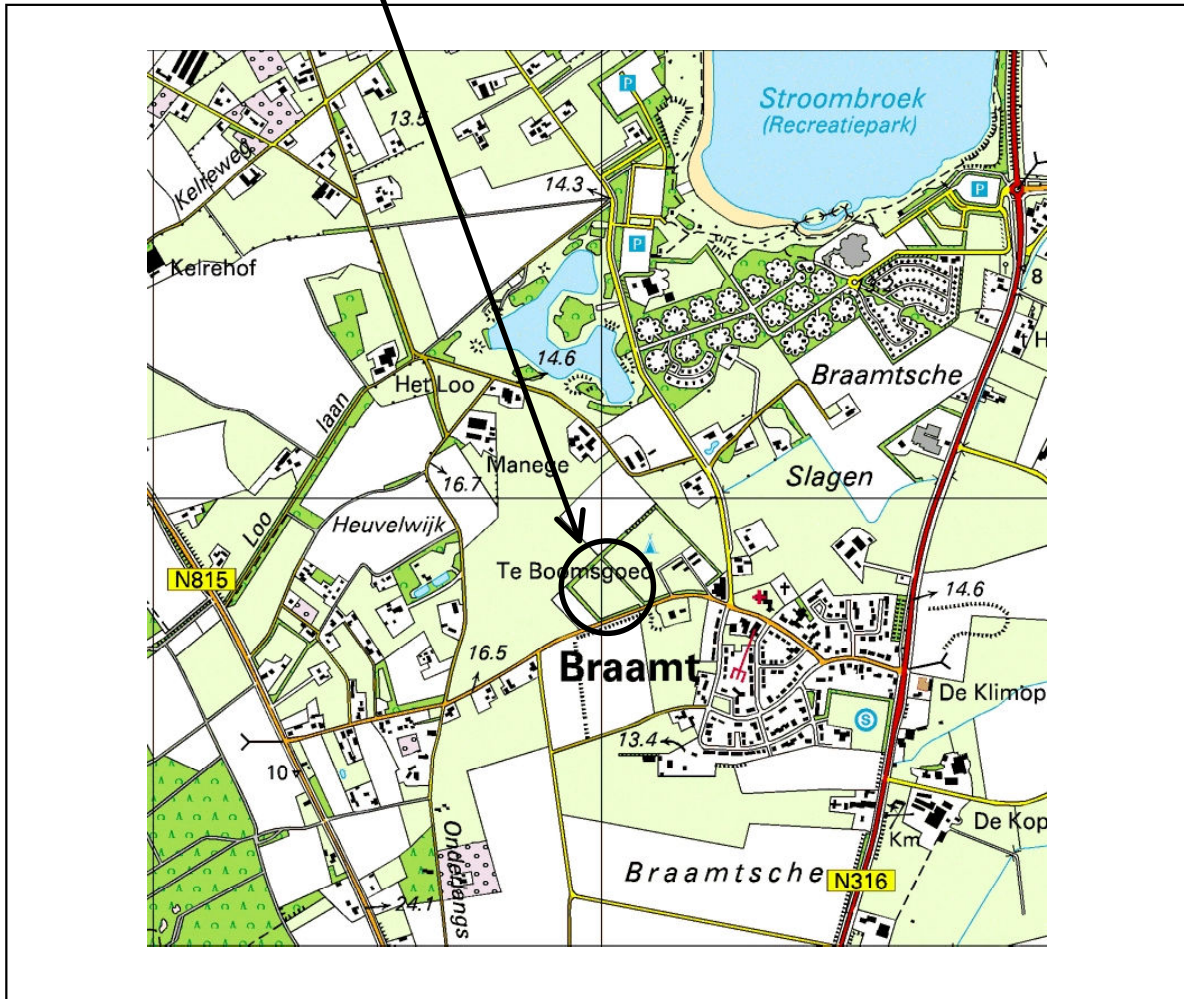 Stroombroek
(Recreatiepark)
P
13.5
Kelreweg
14.3
P
P
Kelrehof
8
14.6
Het Loo
Braamtsche
Loo laan
Manege
16.7
Slagen
Heuvelwijk
N815
Te Boomsgoed
14.6
16.5
Braamt
De Klimop
S
13.4
10
De Kop
Km
Onderlangs
Braamtsche
N316
24.1